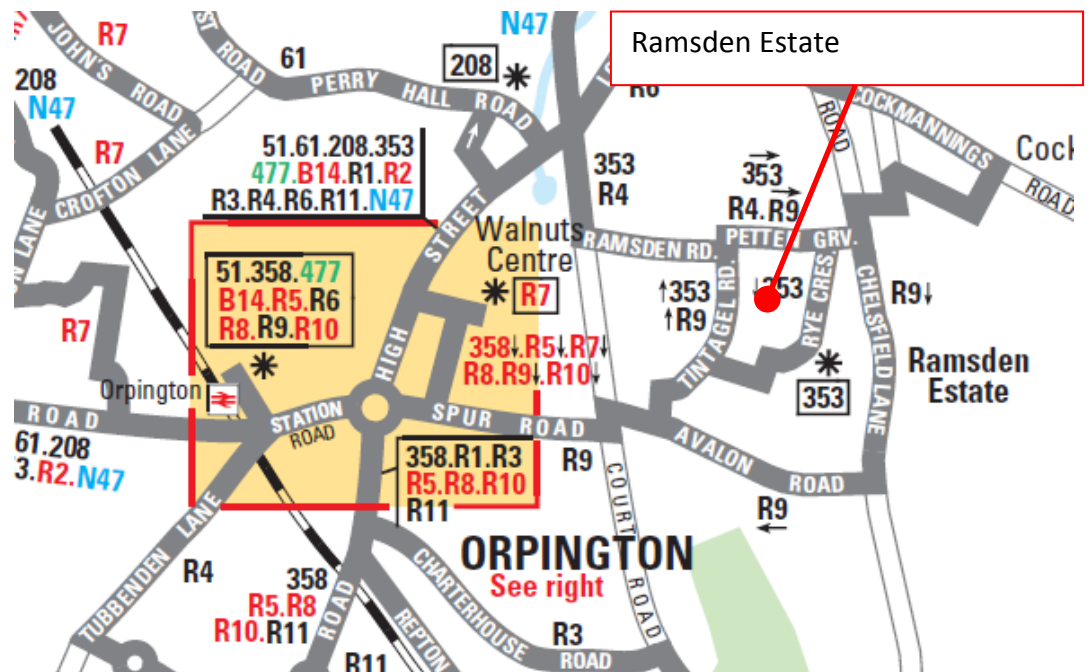 R7
JOHN'S ROAD
ST ROAD
61
PERRY HALL ROAD
208
N47
Ramsden Estate
R6
208
N47
R7
CROFTON LANE
ON LANE
51.61.208.353
477.B14.R1.R2
R3.R4.R6.R11.N47
353
R4
ROAD
COCKMANNINGS
ROAD
Cock
353
R4.R9
HIGH STREET
Walnuts
Centre
R7
RAMSDEN RD.
PETTEN GRV.
51.358.477
B14.R5.R6
R8.R9.R10
R7
↑353
↑R9
TINTAGEL RD.
↓353
RYE CRES.
CHELSFIELD LANE
R9↓
358↓.R5↓.R7↓
R8.R9↓.R10↓
Ramsden
Estate
353
Orpington
ROAD
STATION
ROAD
SPUR ROAD
AVALON ROAD
61.208
3.R2.N47
358.R1.R3
R5.R8.R10
R11
R9
COURT ROAD
R9
←
TUBBENDEN LANE
R4
358
R5.R8
R10.R11
ROAD
ORPINGTON
See right
CHARTERHOUSE ROAD
REPTON
R3
R11